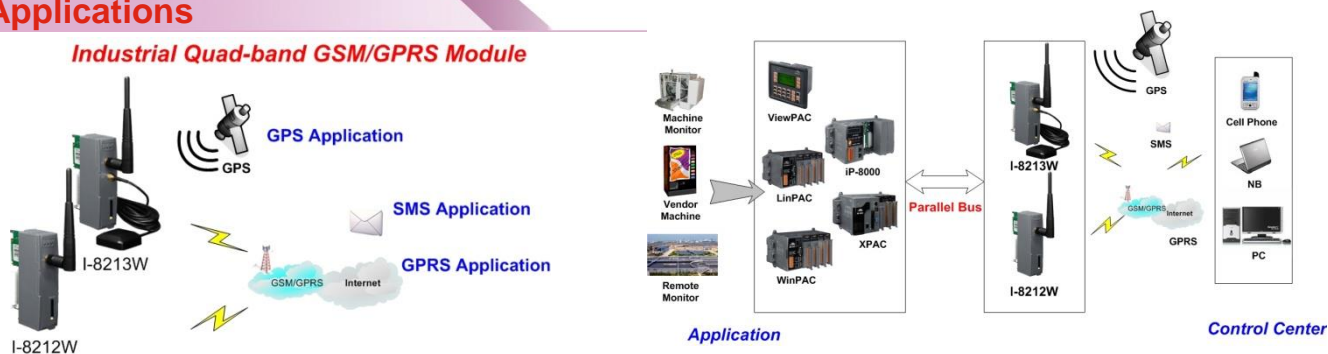 Applications
Industrial Quad-band GSM/GPRS Module
GPS
GPS Application
I-8213W
SMS Application
GPRS Application
GSM/GPRS
Internet
I-8212W
Machine
Monitor
Vendor
Machine
Remote
Monitor
ViewPAC
iP-8000
LinPAC
XPAC
WinPAC
Application
Parallel Bus
I-8213W
I-8212W
GPS
SMS
GSM/GPRS
Internet
GPRS
Cell Phone
NB
PC
Control Center